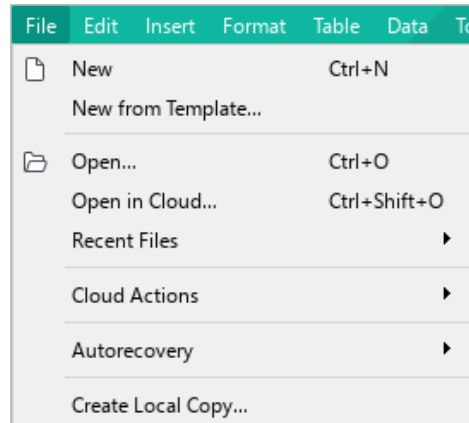 File Edit Insert Format Table Data
New Ctrl+N
New from Template...
Open... Ctrl+O
Open in Cloud... Ctrl+Shift+O
Recent Files
Cloud Actions
Autorecovery
Create Local Copy...